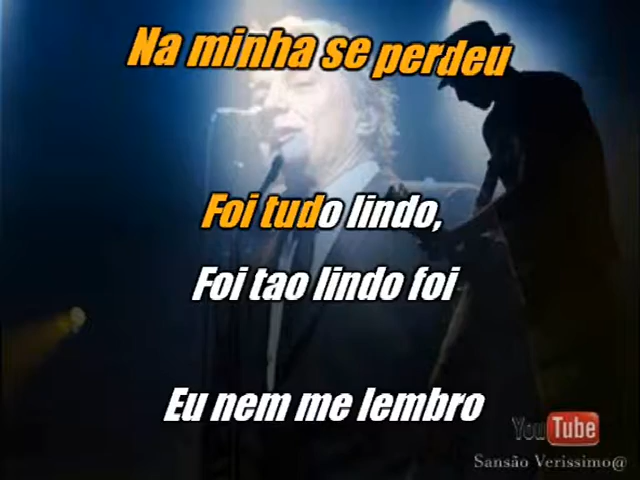 Na minha se perdeu
Foi tudo lindo,
Foi tao lindo foi
Eu nem me lembro
YouTube
Sansão Verissimo@